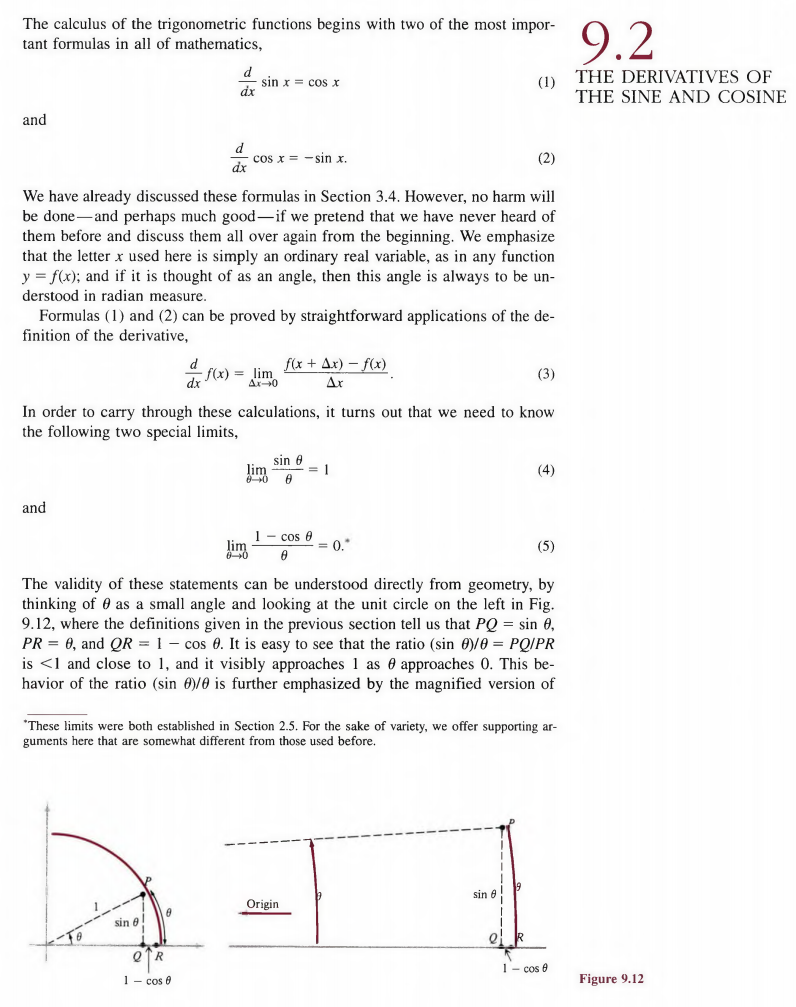 The calculus of the trigonometric functions begins with two of the most impor-
tant formulas in all of mathematics,
d/dx sin x = cos x (1)
and
d/dx cos x = −sin x. (2)
We have already discussed these formulas in Section 3.4. However, no harm will
be done—and perhaps much good—if we pretend that we have never heard of
them before and discuss them all over again from the beginning. We emphasize
that the letter x used here is simply an ordinary real variable, as in any function
y = f(x); and if it is thought of as an angle, then this angle is always to be un-
derstood in radian measure.
Formulas (1) and (2) can be proved by straightforward applications of the de-
finition of the derivative,
d/dx f(x) = lim Δx→0 (f(x + Δx) − f(x))/Δx. (3)
In order to carry through these calculations, it turns out that we need to know
the following two special limits,
lim θ→0 sin θ/θ = 1 (4)
and
lim θ→0 (1 − cos θ)/θ = 0.* (5)
The validity of these statements can be understood directly from geometry, by
thinking of θ as a small angle and looking at the unit circle on the left in Fig.
9.12, where the definitions given in the previous section tell us that PQ = sin θ,
PR = θ, and QR = 1 − cos θ. It is easy to see that the ratio (sin θ)/θ = PQ/PR
is <1 and close to 1, and it visibly approaches 1 as θ approaches 0. This be-
havior of the ratio (sin θ)/θ is further emphasized by the magnified version of
*These limits were both established in Section 2.5. For the sake of variety, we offer supporting ar-
guments here that are somewhat different from those used before.
9.2
THE DERIVATIVES OF
THE SINE AND COSINE
P
1
sin θ
θ
θ
Q R
1 − cos θ
P
Origin
θ
sin θ
θ
Q R
1 − cos θ
Figure 9.12